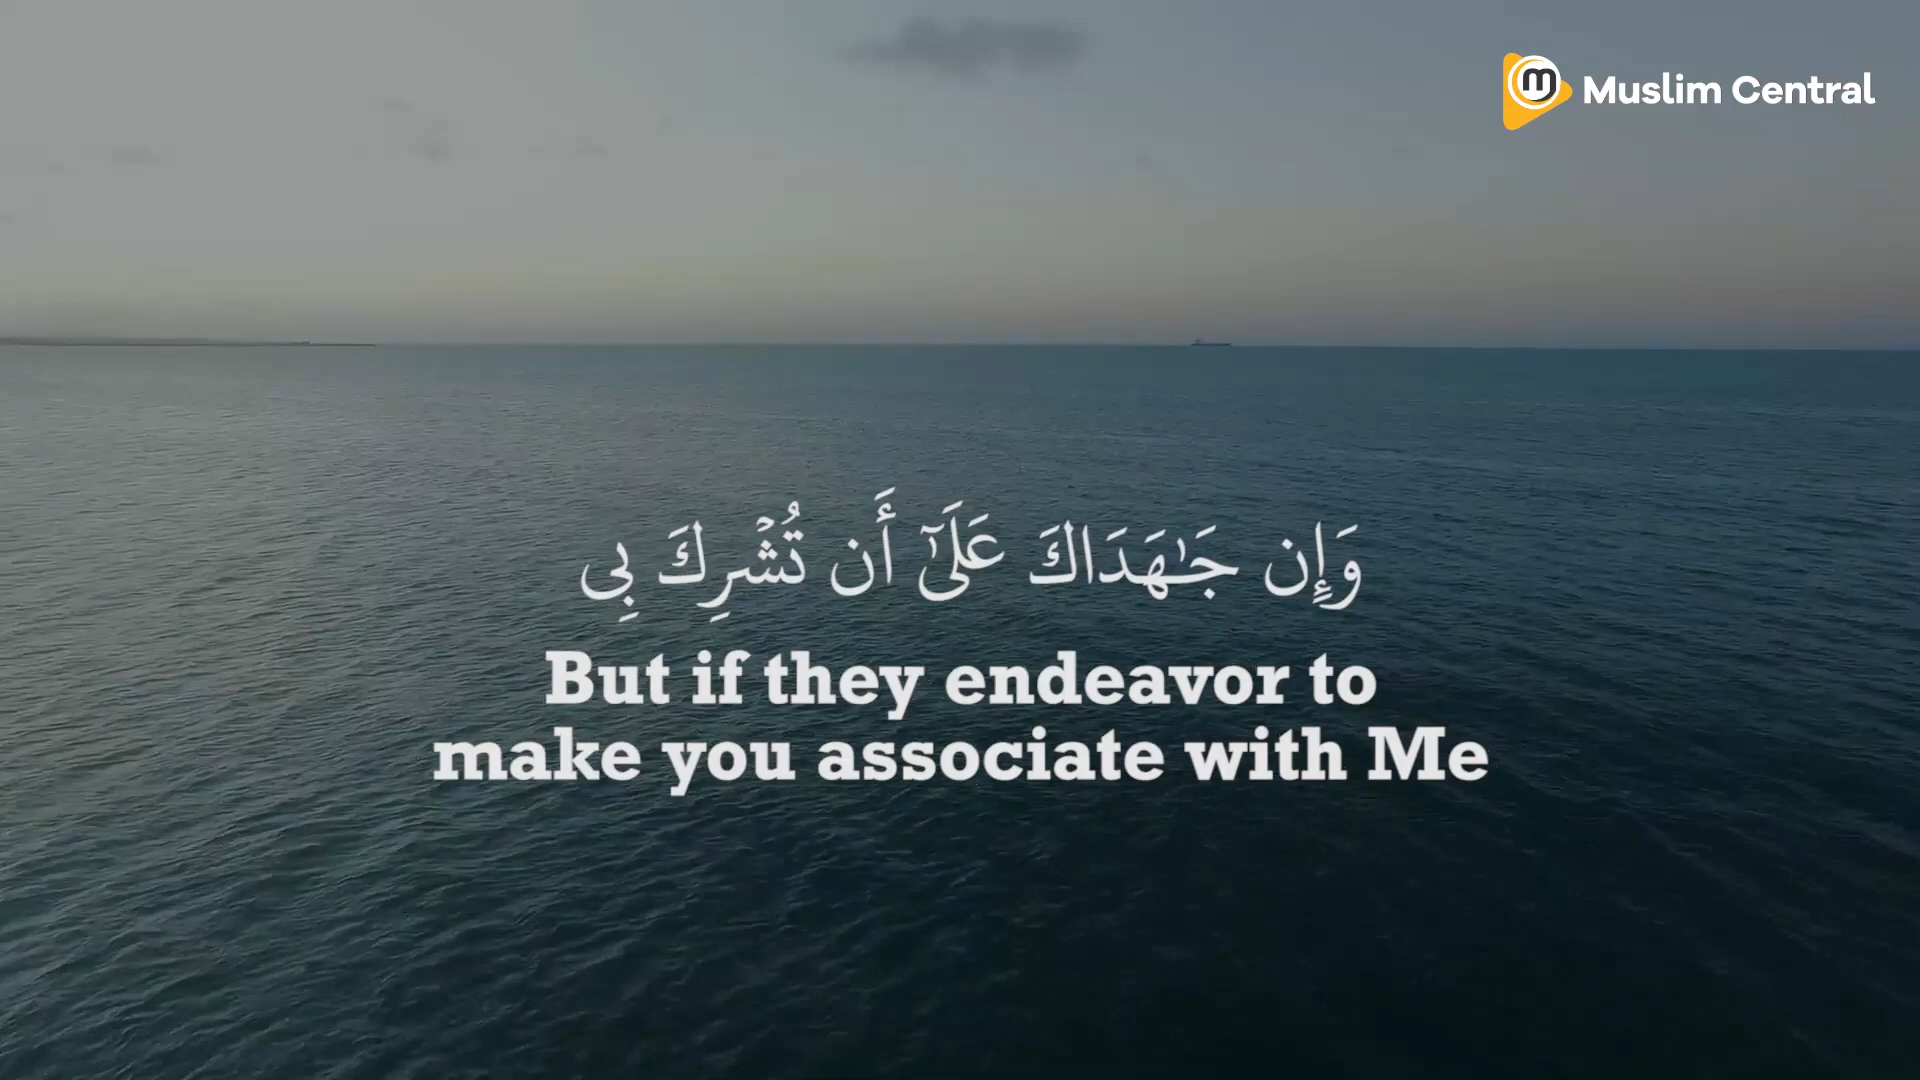 Muslim Central
وَإِن جَـٰهَدَاكَ عَلَىٰٓ أَن تُشْرِكَ بِى
But if they endeavor to
make you associate with Me